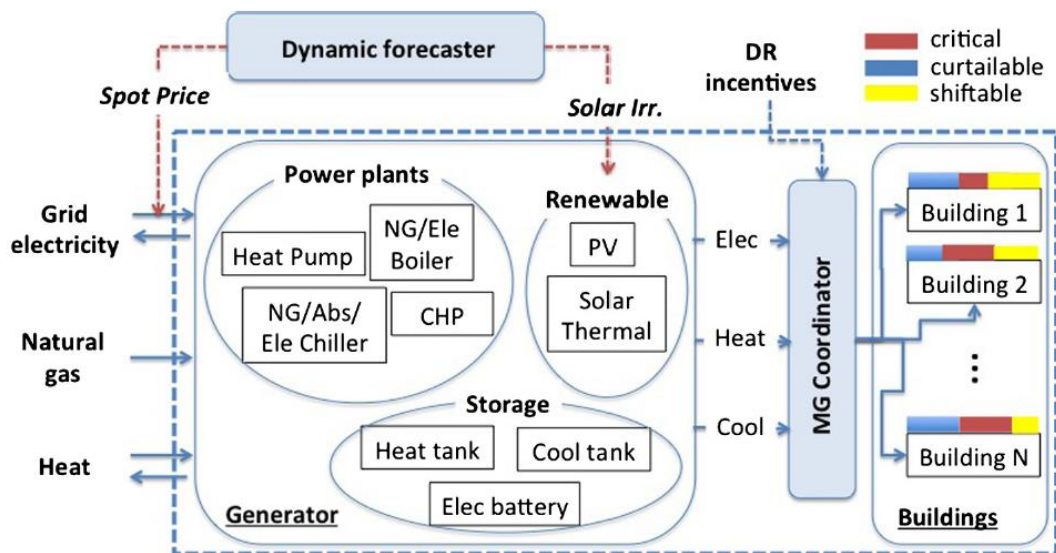 Dynamic forecaster
DR
incentives
critical
curtailable
shiftable
Spot Price
Solar Irr.
Power plants
Renewable
Grid
electricity
Heat Pump
NG/Ele
Boiler
NG/Abs/
Ele Chiller
CHP
PV
Solar
Thermal
Natural
gas
Heat
Storage
Heat tank
Cool tank
Elec battery
Generator
Elec
Heat
Cool
MG Coordinator
Building 1
Building 2
...
Building N
Buildings